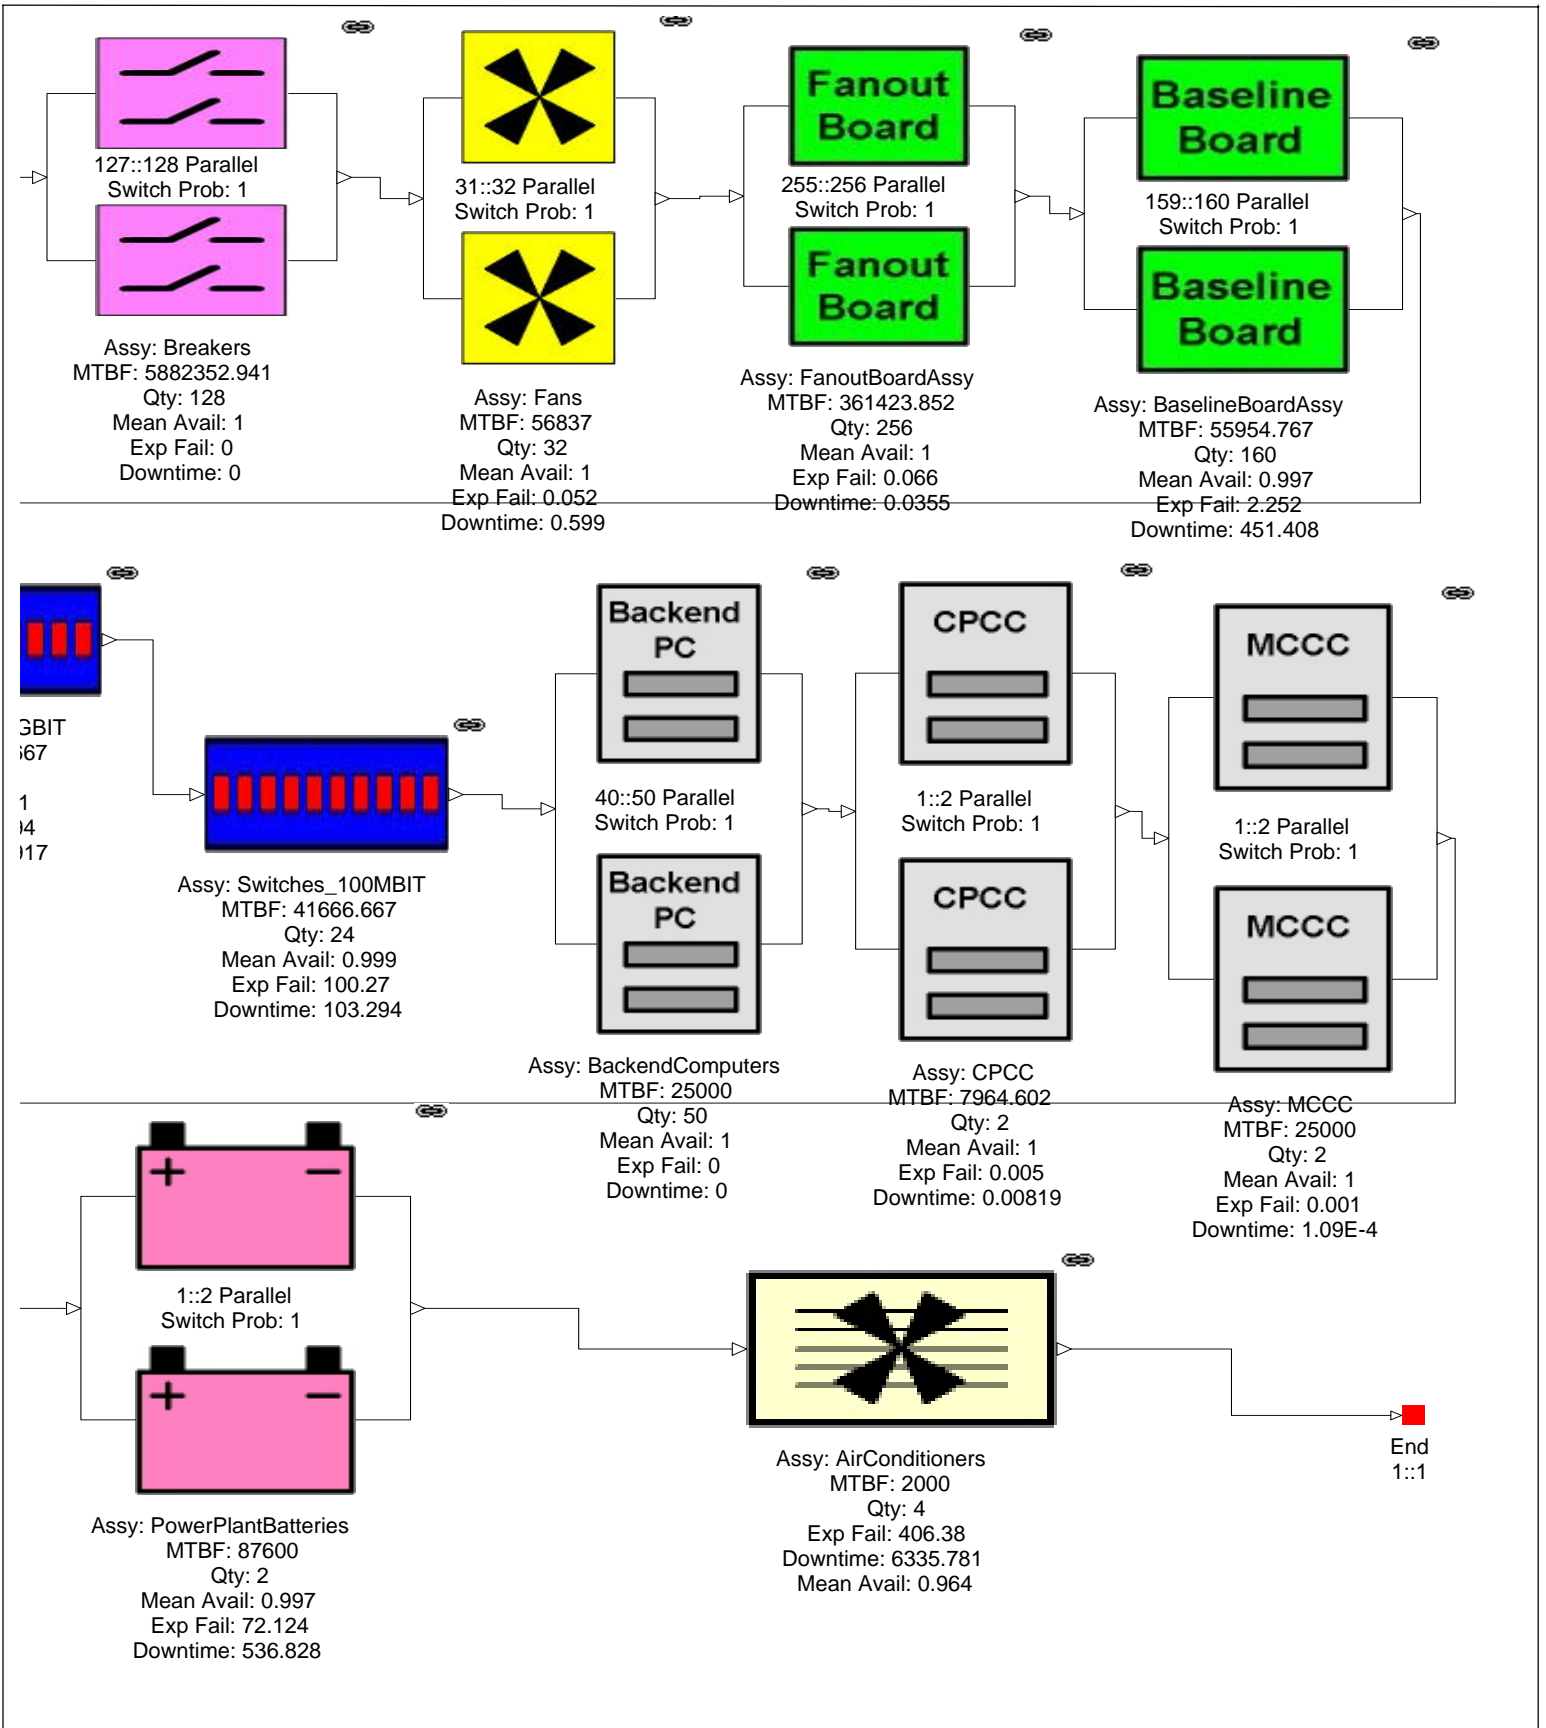 127::128 Parallel
Switch Prob: 1
Assy: Breakers
MTBF: 5882352.941
Qty: 128
Mean Avail: 1
Exp Fail: 0
Downtime: 0
31::32 Parallel
Switch Prob: 1
Assy: Fans
MTBF: 56837
Qty: 32
Mean Avail: 1
Exp Fail: 0.052
Downtime: 0.599
Fanout
Board
255::256 Parallel
Switch Prob: 1
Fanout
Board
Assy: FanoutBoardAssy
MTBF: 361423.852
Qty: 256
Mean Avail: 1
Exp Fail: 0.066
Downtime: 0.0355
Baseline
Board
159::160 Parallel
Switch Prob: 1
Baseline
Board
Assy: BaselineBoardAssy
MTBF: 55954.767
Qty: 160
Mean Avail: 0.997
Exp Fail: 2.252
Downtime: 451.408
GBIT
667
1
94
917
Assy: Switches_100MBIT
MTBF: 41666.667
Qty: 24
Mean Avail: 0.999
Exp Fail: 100.27
Downtime: 103.294
Backend
PC
40::50 Parallel
Switch Prob: 1
Backend
PC
Assy: BackendComputers
MTBF: 25000
Qty: 50
Mean Avail: 1
Exp Fail: 0
Downtime: 0
CPCC
1::2 Parallel
Switch Prob: 1
CPCC
Assy: CPCC
MTBF: 7964.602
Qty: 2
Mean Avail: 1
Exp Fail: 0.005
Downtime: 0.00819
MCCC
1::2 Parallel
Switch Prob: 1
MCCC
Assy: MCCC
MTBF: 25000
Qty: 2
Mean Avail: 1
Exp Fail: 0.001
Downtime: 1.09E-4
+ −
1::2 Parallel
Switch Prob: 1
+ −
Assy: PowerPlantBatteries
MTBF: 87600
Qty: 2
Mean Avail: 0.997
Exp Fail: 72.124
Downtime: 536.828
Assy: AirConditioners
MTBF: 2000
Qty: 4
Exp Fail: 406.38
Downtime: 6335.781
Mean Avail: 0.964
End
1::1